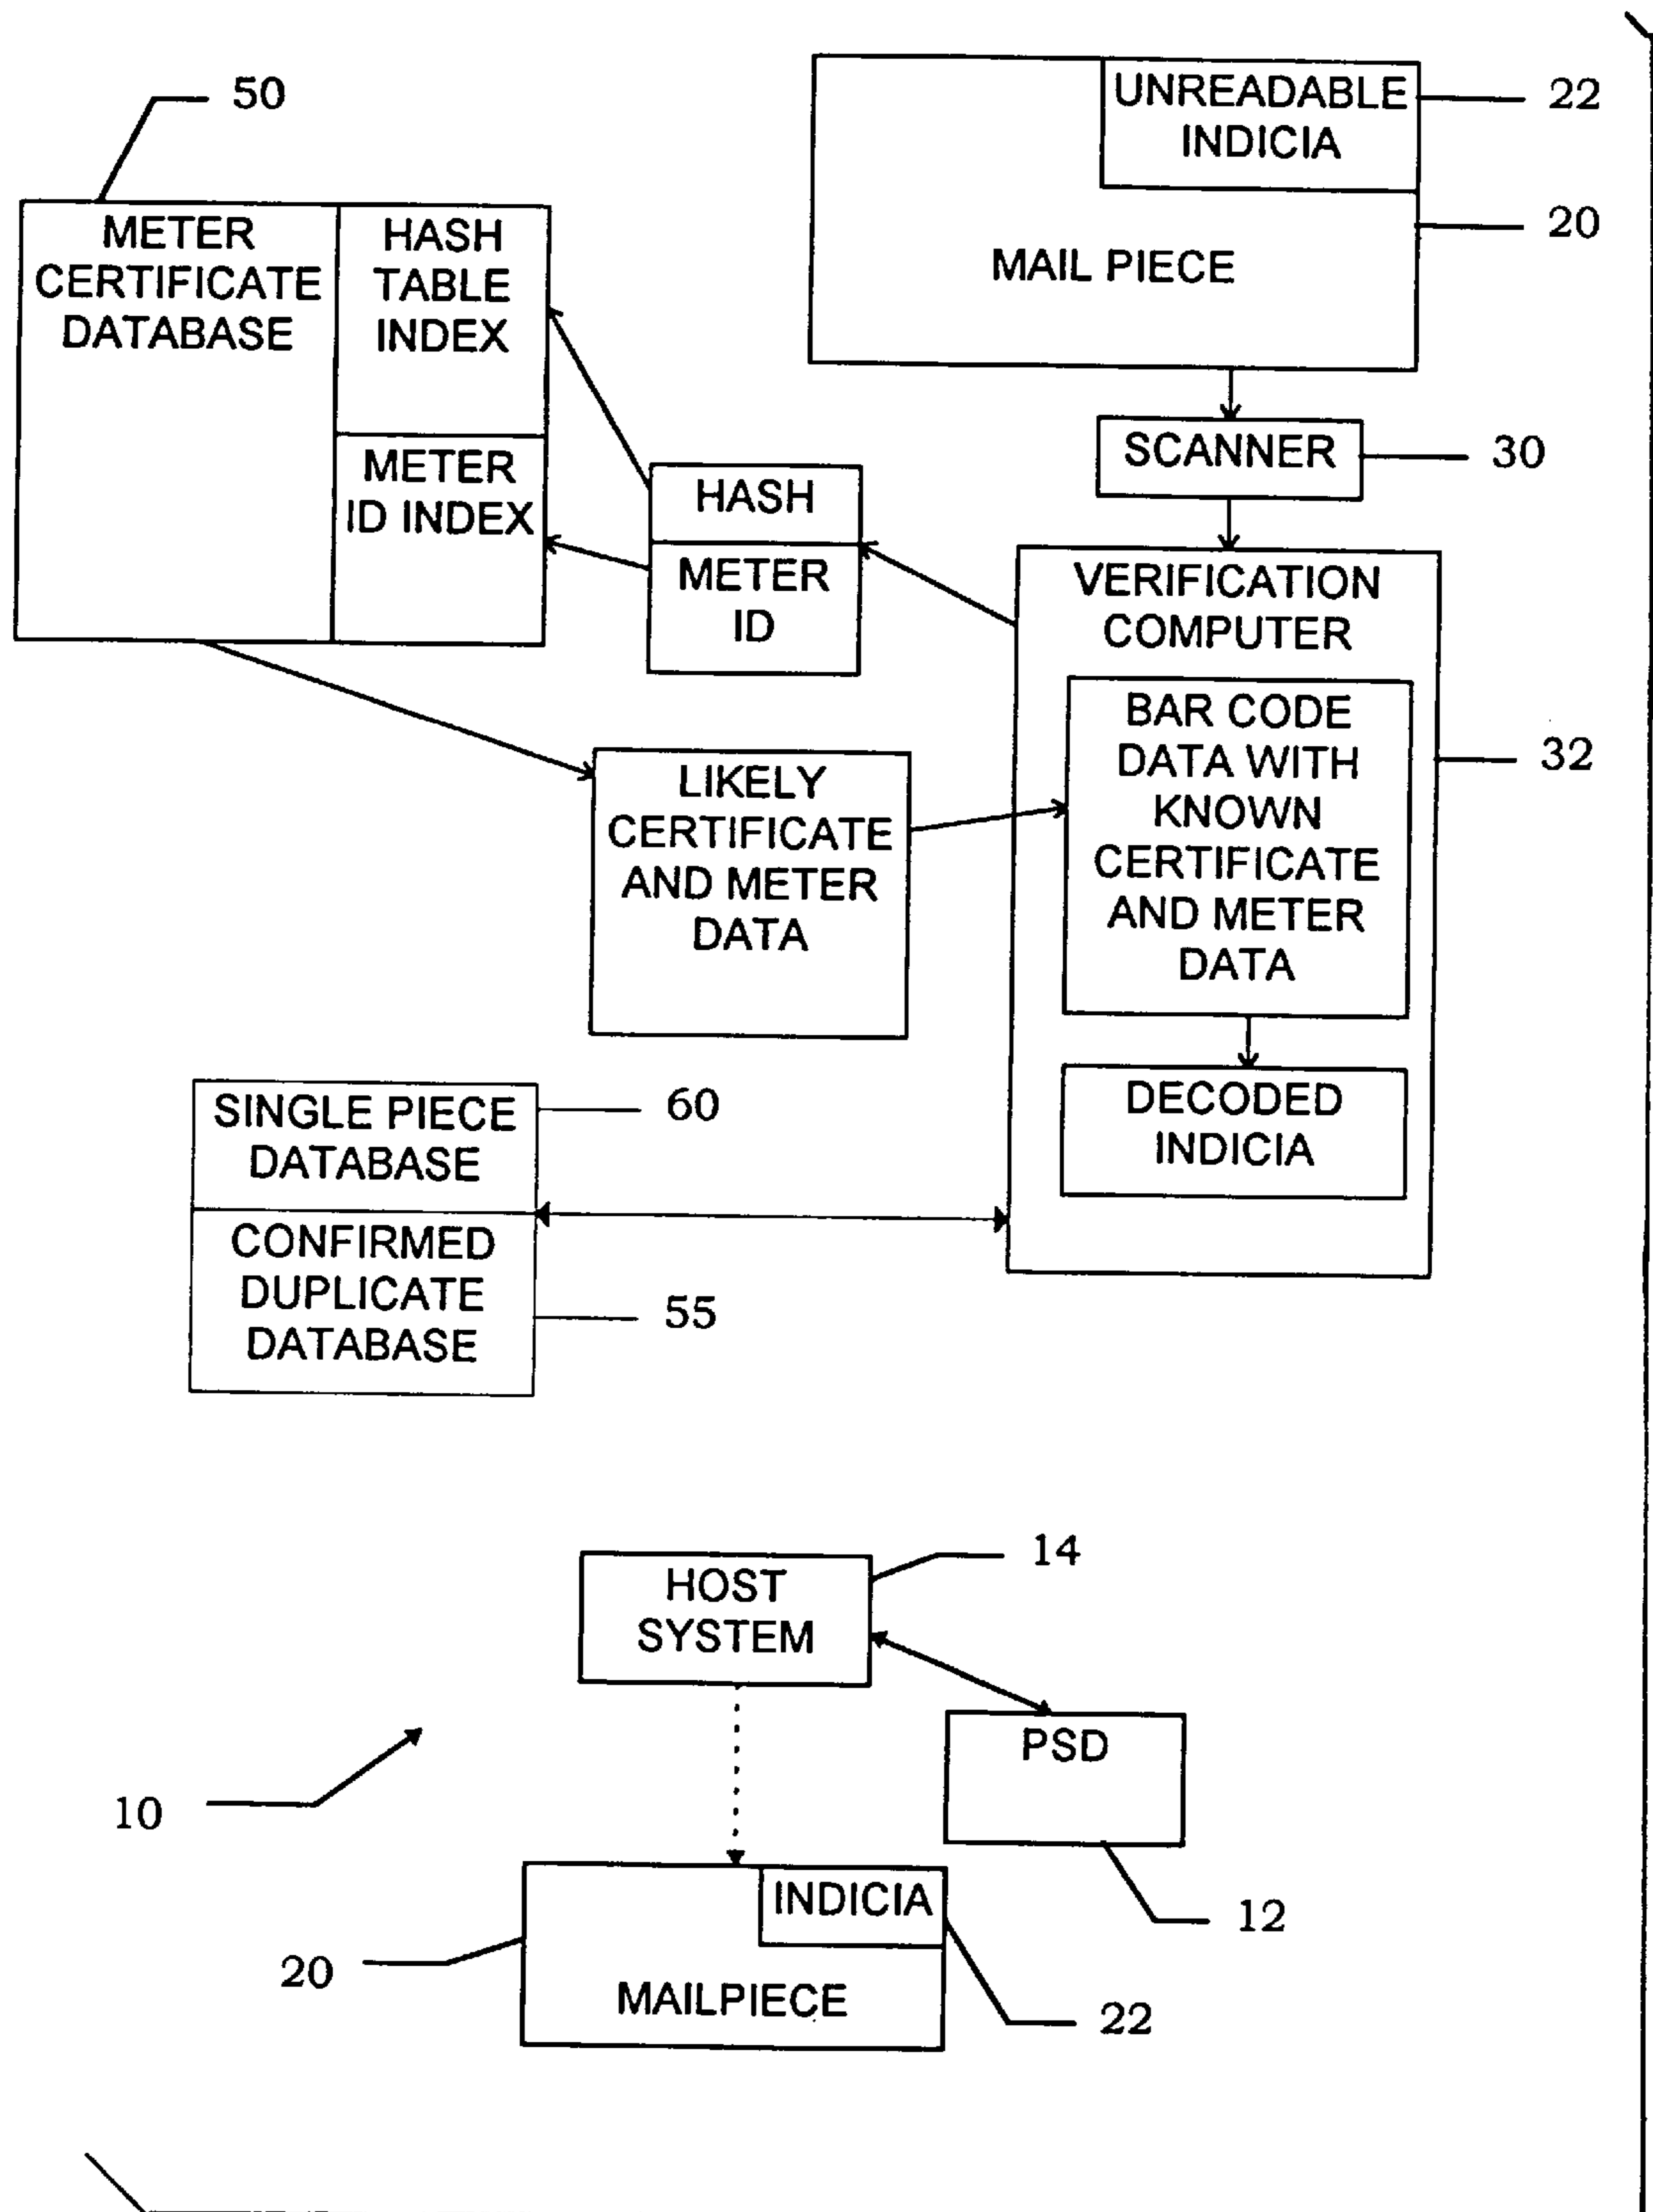 50
METER
CERTIFICATE
DATABASE
HASH
TABLE
INDEX
METER
ID INDEX
UNREADABLE
INDICIA
22
20
MAIL PIECE
SCANNER
30
HASH
METER
ID
VERIFICATION
COMPUTER
BAR CODE
DATA WITH
KNOWN
CERTIFICATE
AND METER
DATA
32
LIKELY
CERTIFICATE
AND METER
DATA
DECODED
INDICIA
SINGLE PIECE
DATABASE
60
CONFIRMED
DUPLICATE
DATABASE
55
HOST
SYSTEM
14
PSD
12
10
INDICIA
20
MAILPIECE
22